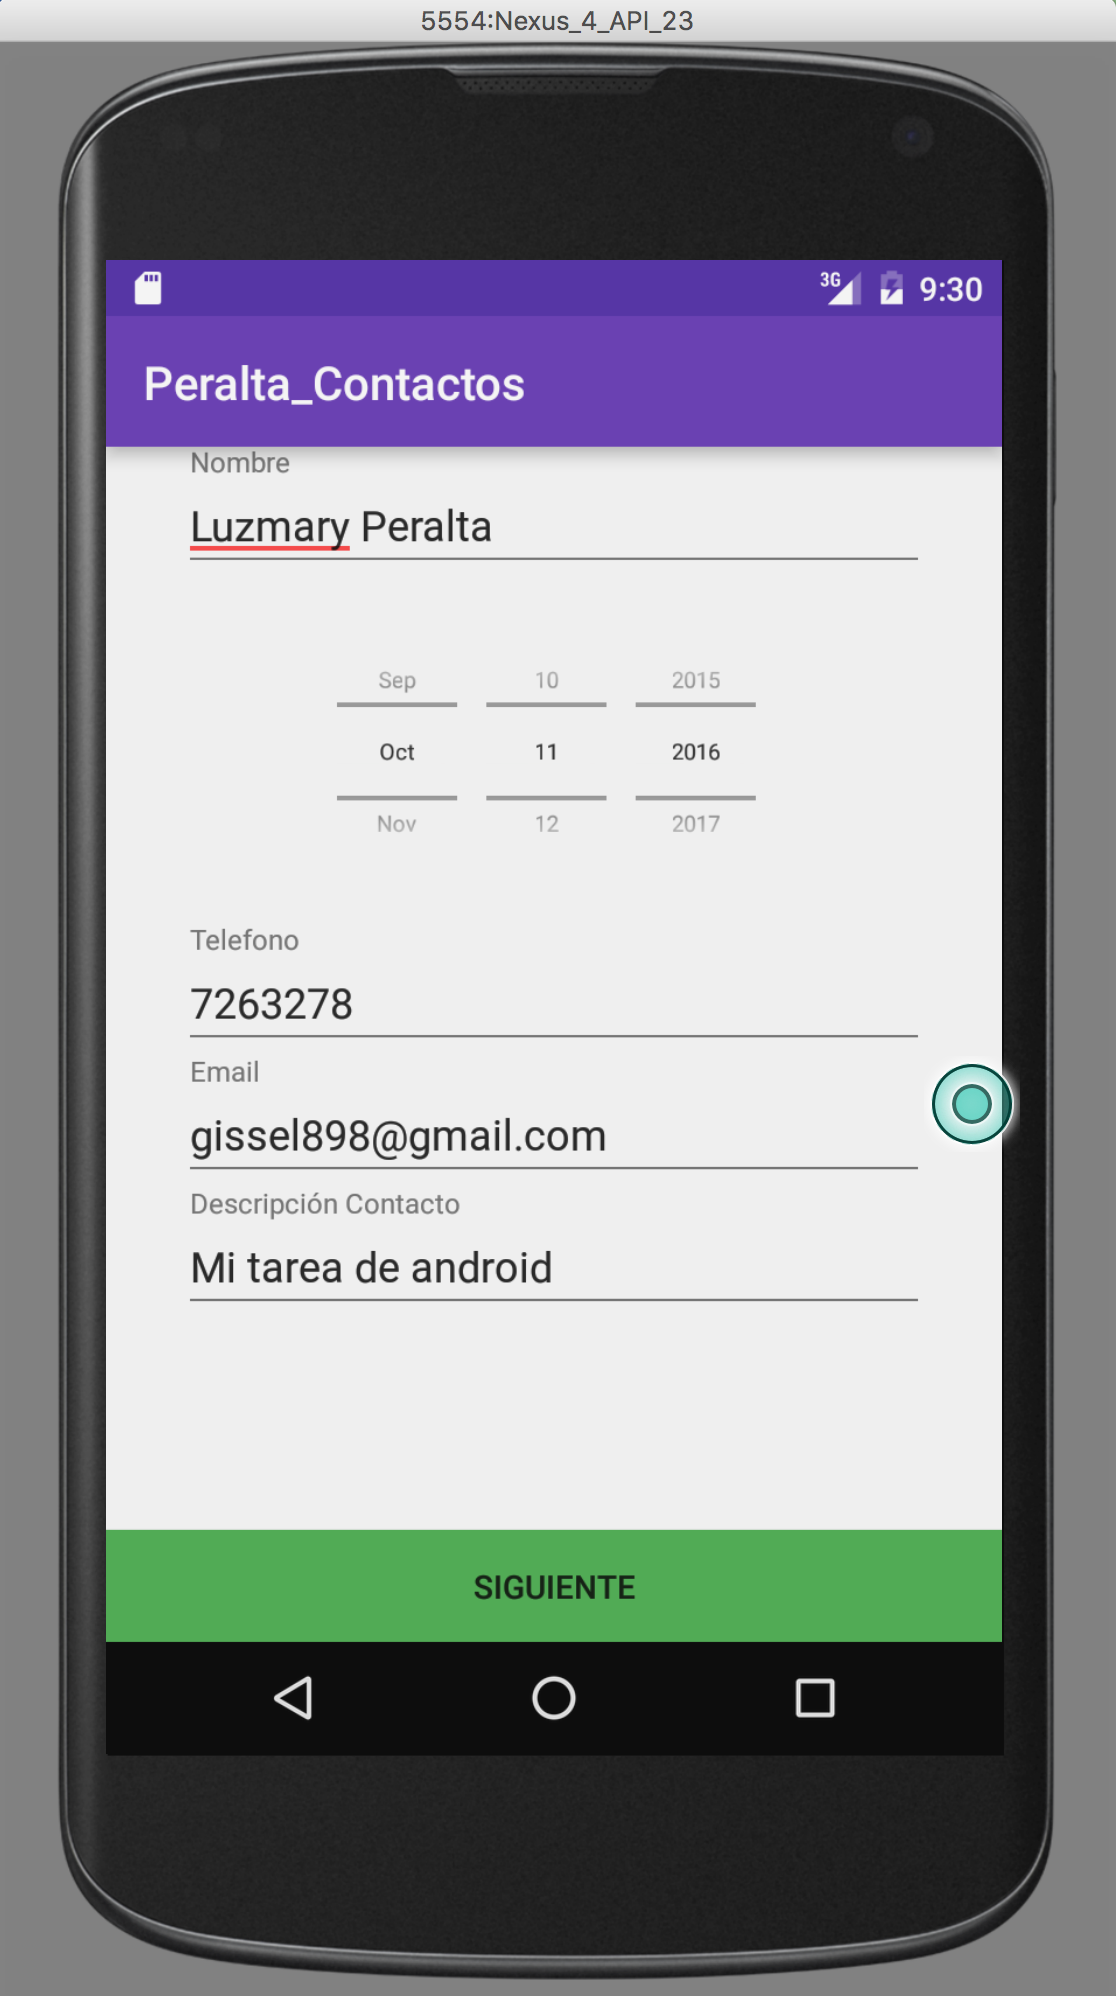 5554:Nexus_4_API_23
3G 9:30
Peralta_Contactos
Nombre
Luzmary Peralta
Sep 10 2015
Oct 11 2016
Nov 12 2017
Telefono
7263278
Email
gissel898@gmail.com
Descripción Contacto
Mi tarea de android
SIGUIENTE